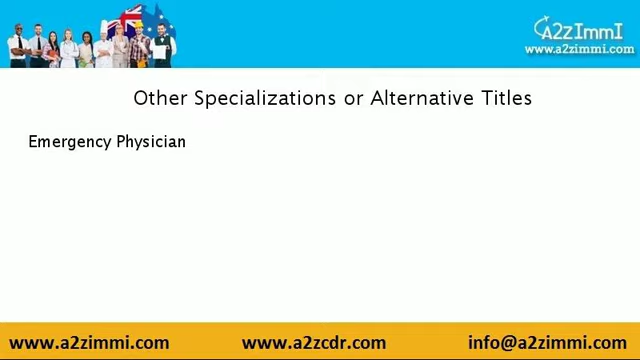 A2zImmI
www.a2zimmi.com
Other Specializations or Alternative Titles
Emergency Physician
www.a2zimmi.com www.a2zcdr.com info@a2zimmi.com